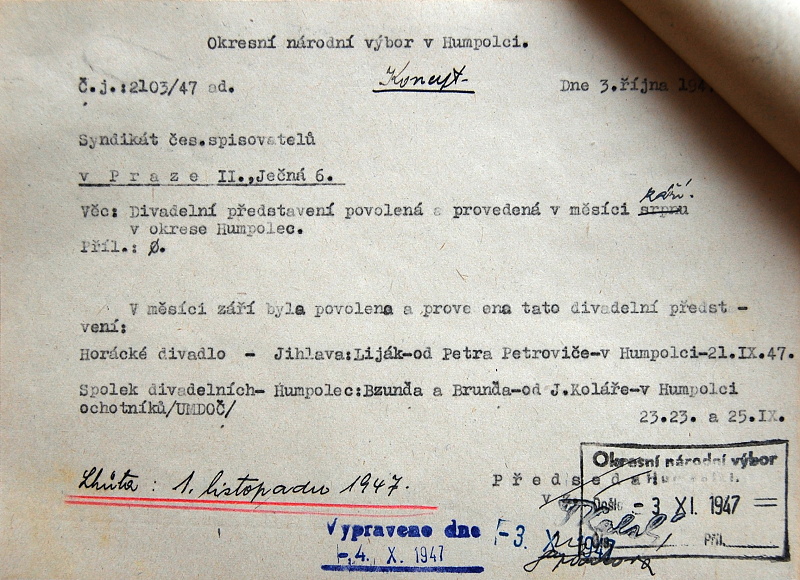 Okresní národní výbor v Humpolci.
Č.j.:2103/47 ad.
Koncept
Dne 3.října 194
Syndikát čes.spisovatelů
v Praze II.,Ječná 6.
září.
Věc: Divadelní představení povolená a provedená v měsíci srpnu
v okrese Humpolec.
Příl.: Ø.
V měsíci září byla povolena a prove ena tato divadelní předst -
vení:
Horácké divadlo - Jihlava:Liják-od Petra Petroviče-v Humpolci-21.IX.47.
Spolek divadelních- Humpolec:Bzunďa a Brunďa-od J.Koláře-v Humpolci
ochotníků/UMDOČ/
23.23. a 25.IX.
Lhůta: 1. listopadu 1947.
Předseda
Okresní národní výbor
v Humpolci.
Došlo - 3 XI. 1947
Příl.
Vypraveno dne
-.4. X. 1947
-3. X. 1947